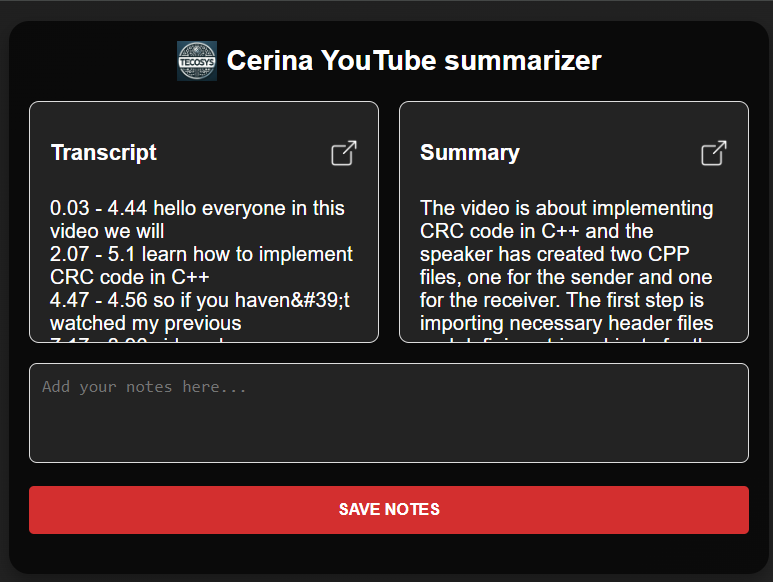 TECOSYS
Cerina YouTube summarizer
Transcript
0.03 - 4.44 hello everyone in this
video we will
2.07 - 5.1 learn how to implement
CRC code in C++
4.47 - 4.56 so if you haven&#39;t
watched my previous
Summary
The video is about implementing
CRC code in C++ and the
speaker has created two CPP
files, one for the sender and one
for the receiver. The first step is
importing necessary header files
Add your notes here...
SAVE NOTES